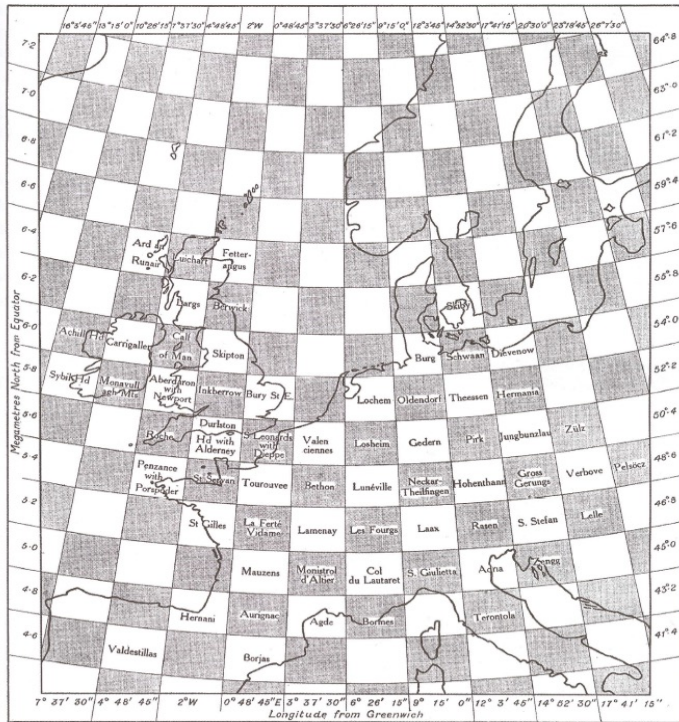 16°5'45" 13°15'0" 10°26'15" 7°37'30" 4°48'45" 2°W 0°48'45"E 3°37'30" 6°26'15" 9°15'0" 12°3'45" 14°52'30" 17°41'15" 20°30'0" 23°18'45" 26°7'30"
7·2
64°·8
7·0
63°·0
6·8
61°·2
6·6
59°·4
6·4
57°·6
6·2
55°·8
6·0
54°·0
5·8
52°·2
5·6
50°·4
5·4
48°·6
5·2
46°·8
5·0
45°·0
4·8
43°·2
4·6
41°·4
Megametres North from Equator
Ard an Runair
Luichart
Fetterangus
Largs
Berwick
Skiby
Achill Hd
Carrigaller
Calf of Man
Skipton
Burg
Schwaan
Dievenow
Sybil Hd
Monavullagh Mts
Aberdaron with Newport
Inkberrow
Bury St E.
Lochem
Oldendorf
Theessen
Hermania
Roche
Durlston Hd with Alderney
St Leonards with Dieppe
Valenciennes
Losheim
Gedern
Pirk
Jungbunzlau
Zülz
Penzance with Porspoder
St Servan
Tourouvee
Bethon
Lunéville
Neckar-Theilfingen
Hohenthann
Gross Gerungs
Verbove
Pelsöcz
St Gilles
La Ferté Vidame
Lamenay
Les Fourgs
Laax
Rasen
S. Stefan
Lelle
Mauzens
Monistrol d'Altier
Col du Lautaret
S. Giulietta
Adria
Zengg
Hernani
Aurignac
Agde
Bormes
Terontola
Valdestillas
Borjas
7° 37' 30" 4° 48' 45" 2°W 0° 48' 45"E 3° 37' 30" 6° 26' 15" 9° 15' 0" 12° 3' 45" 14° 52' 30" 17° 41' 15"
Longitude from Greenwich